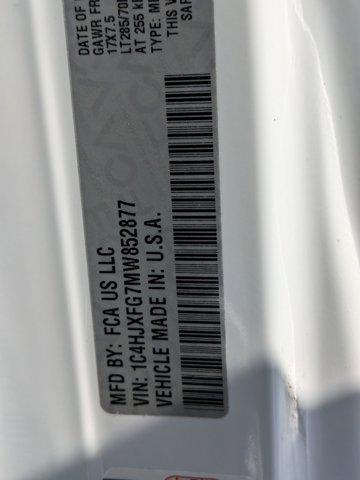 DATE OF
GAWR FR
17X7.5
LT285/70
AT 255 k
TYPE: M
THIS V
SAF
MFD BY: FCA US LLC
VIN: 1C4HJXFG7MW852877
VEHICLE MADE IN: U.S.A.